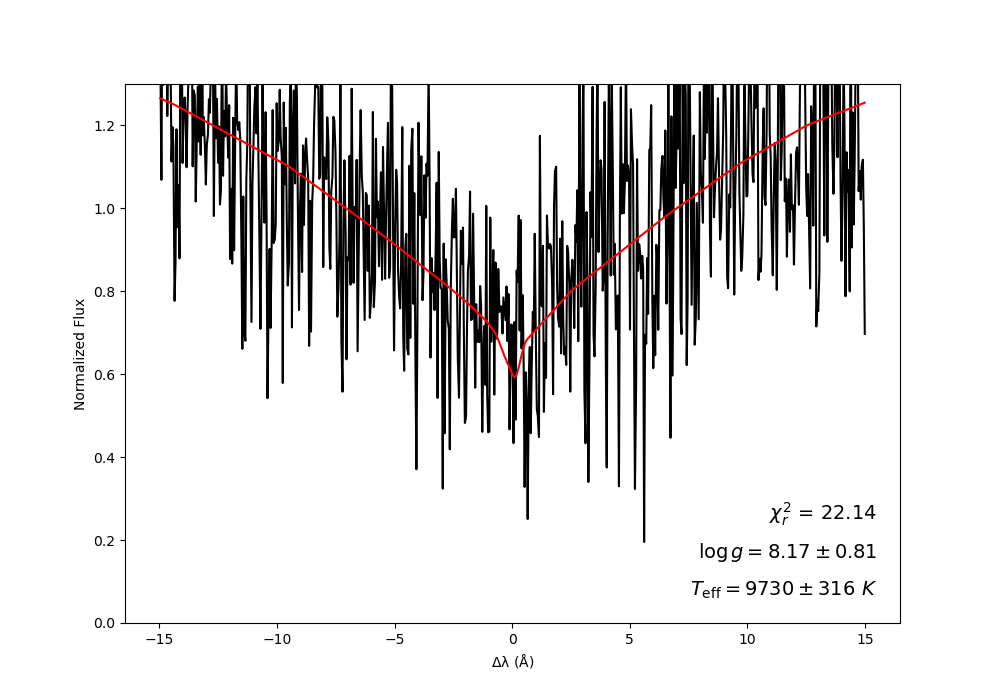 Normalized Flux
1.2
1.0
0.8
0.6
0.4
0.2
0.0
χ²ᵣ = 22.14
log g = 8.17 ± 0.81
T_eff = 9730 ± 316 K
−15
−10
−5
0
5
10
15
Δλ (Å)